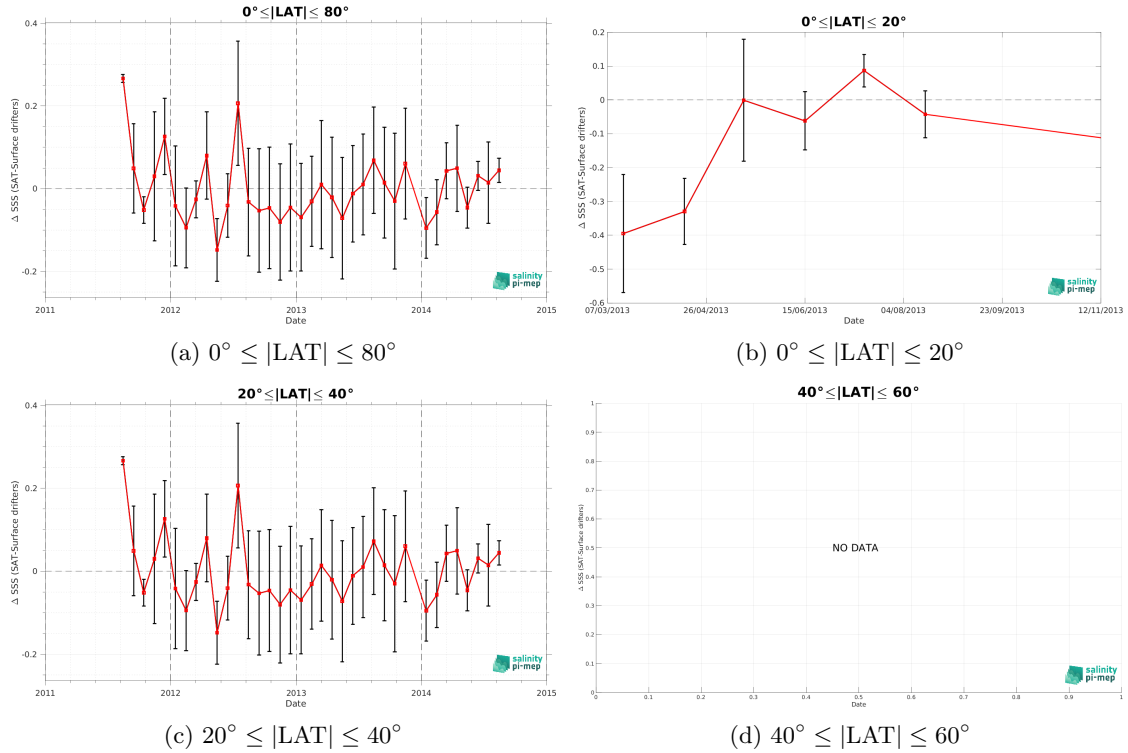 0°≤|LAT|≤ 80°
Δ SSS (SAT-Surface drifters)
0.4
0.2
0
-0.2
2011
2012
2013
2014
2015
Date
salinity
pi-mep
(a) 0° ≤ |LAT| ≤ 80°
0°≤|LAT|≤ 20°
Δ SSS (SAT-Surface drifters)
0.2
0.1
0
-0.1
-0.2
-0.3
-0.4
-0.5
-0.6
07/03/2013
26/04/2013
15/06/2013
04/08/2013
23/09/2013
12/11/2013
Date
salinity
pi-mep
(b) 0° ≤ |LAT| ≤ 20°
20°≤|LAT|≤ 40°
Δ SSS (SAT-Surface drifters)
0.4
0.2
0
-0.2
2011
2012
2013
2014
2015
Date
salinity
pi-mep
(c) 20° ≤ |LAT| ≤ 40°
40°≤|LAT|≤ 60°
Δ SSS (SAT-Surface drifters)
1
0.9
0.8
0.7
0.6
0.5
0.4
0.3
0.2
0.1
0
NO DATA
0
0.1
0.2
0.3
0.4
0.5
0.6
0.7
0.8
0.9
1
Date
salinity
pi-mep
(d) 40° ≤ |LAT| ≤ 60°